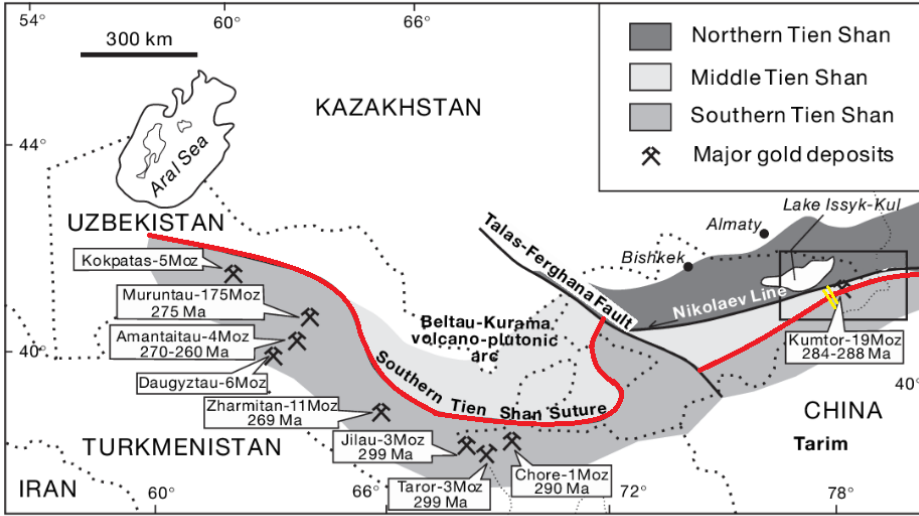 54°
60°
66°
300 km
Northern Tien Shan
Middle Tien Shan
Southern Tien Shan
Major gold deposits
KAZAKHSTAN
44°
Aral Sea
UZBEKISTAN
Kokpatas-5Moz
Muruntau-175Moz
275 Ma
Amantaitau-4Moz
270-260 Ma
40°
Daugyztau-6Moz
Zharmitan-11Moz
269 Ma
Jilau-3Moz
299 Ma
Taror-3Moz
299 Ma
Chore-1Moz
290 Ma
Beltau-Kurama
volcano-plutonic
arc
Southern Tien Shan Suture
Talas-Ferghana Fault
Nikolaev Line
Bishkek
Almaty
Lake Issyk-Kul
Kumtor-19Moz
284-288 Ma
40°
CHINA
Tarim
TURKMENISTAN
IRAN
60°
66°
72°
78°